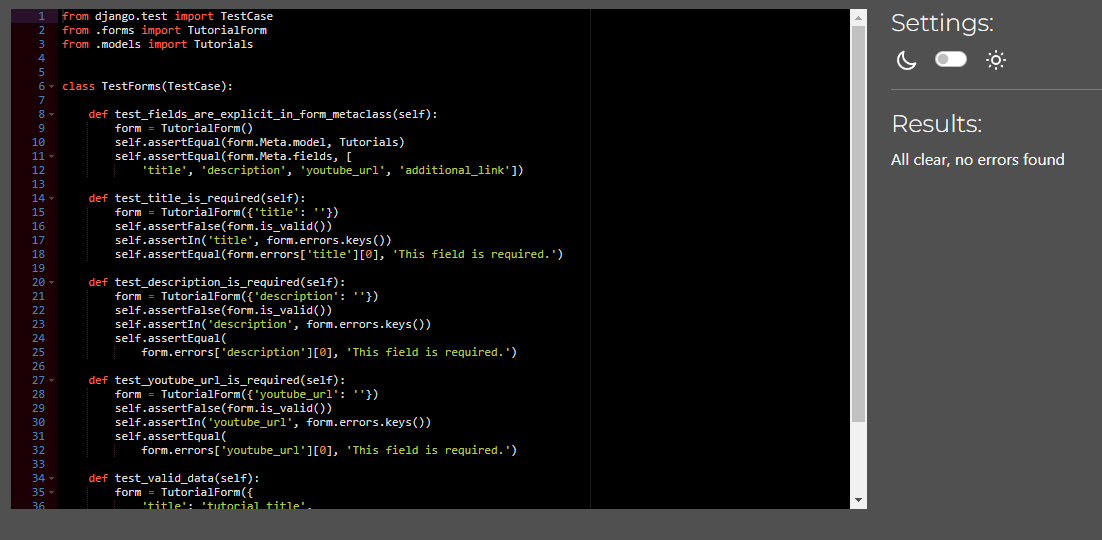 1 from django.test import TestCase
2 from .forms import TutorialForm
3 from .models import Tutorials
4
5
6 class TestForms(TestCase):
7
8     def test_fields_are_explicit_in_form_metaclass(self):
9         form = TutorialForm()
10         self.assertEqual(form.Meta.model, Tutorials)
11         self.assertEqual(form.Meta.fields, [
12             'title', 'description', 'youtube_url', 'additional_link'])
13
14     def test_title_is_required(self):
15         form = TutorialForm({'title': ''})
16         self.assertFalse(form.is_valid())
17         self.assertIn('title', form.errors.keys())
18         self.assertEqual(form.errors['title'][0], 'This field is required.')
19
20     def test_description_is_required(self):
21         form = TutorialForm({'description': ''})
22         self.assertFalse(form.is_valid())
23         self.assertIn('description', form.errors.keys())
24         self.assertEqual(
25             form.errors['description'][0], 'This field is required.')
26
27     def test_youtube_url_is_required(self):
28         form = TutorialForm({'youtube_url': ''})
29         self.assertFalse(form.is_valid())
30         self.assertIn('youtube_url', form.errors.keys())
31         self.assertEqual(
32             form.errors['youtube_url'][0], 'This field is required.')
33
34     def test_valid_data(self):
35         form = TutorialForm({
36             'title': 'tutorial title',
Settings:
Results:
All clear, no errors found